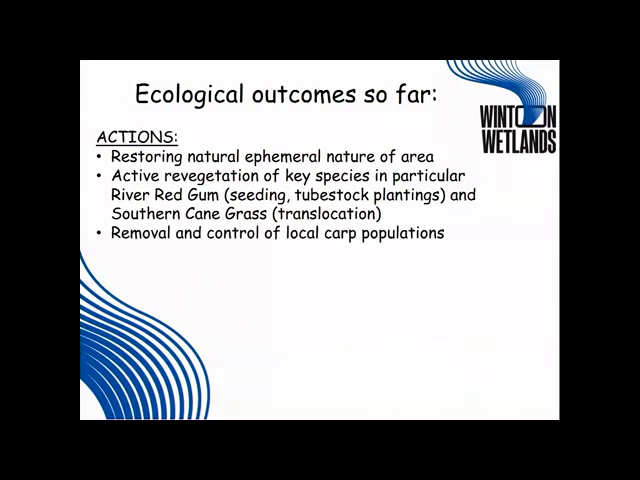 Ecological outcomes so far:
WINTON
WETLANDS
ACTIONS:
• Restoring natural ephemeral nature of area
• Active revegetation of key species in particular
River Red Gum (seeding, tubestock plantings) and
Southern Cane Grass (translocation)
• Removal and control of local carp populations